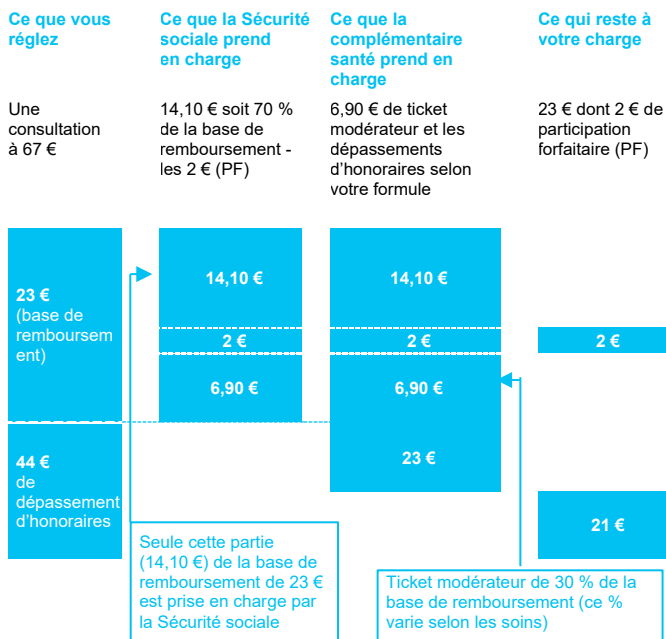 Ce que vous
réglez
Ce que la Sécurité
sociale prend
en charge
Ce que la
complémentaire
santé prend en
charge
Ce qui reste à
votre charge
Une
consultation
à 67 €
14,10 € soit 70 %
de la base de
remboursement -
les 2 € (PF)
6,90 € de ticket
modérateur et les
dépassements
d'honoraires selon
votre formule
23 € dont 2 € de
participation
forfaitaire (PF)
23 €
(base de
remboursem
ent)
44 €
de
dépassement
d'honoraires
14,10 €
2 €
6,90 €
14,10 €
2 €
6,90 €
23 €
2 €
21 €
Seule cette partie
(14,10 €) de la base de
remboursement de 23 €
est prise en charge par
la Sécurité sociale
Ticket modérateur de 30 % de la
base de remboursement (ce %
varie selon les soins)